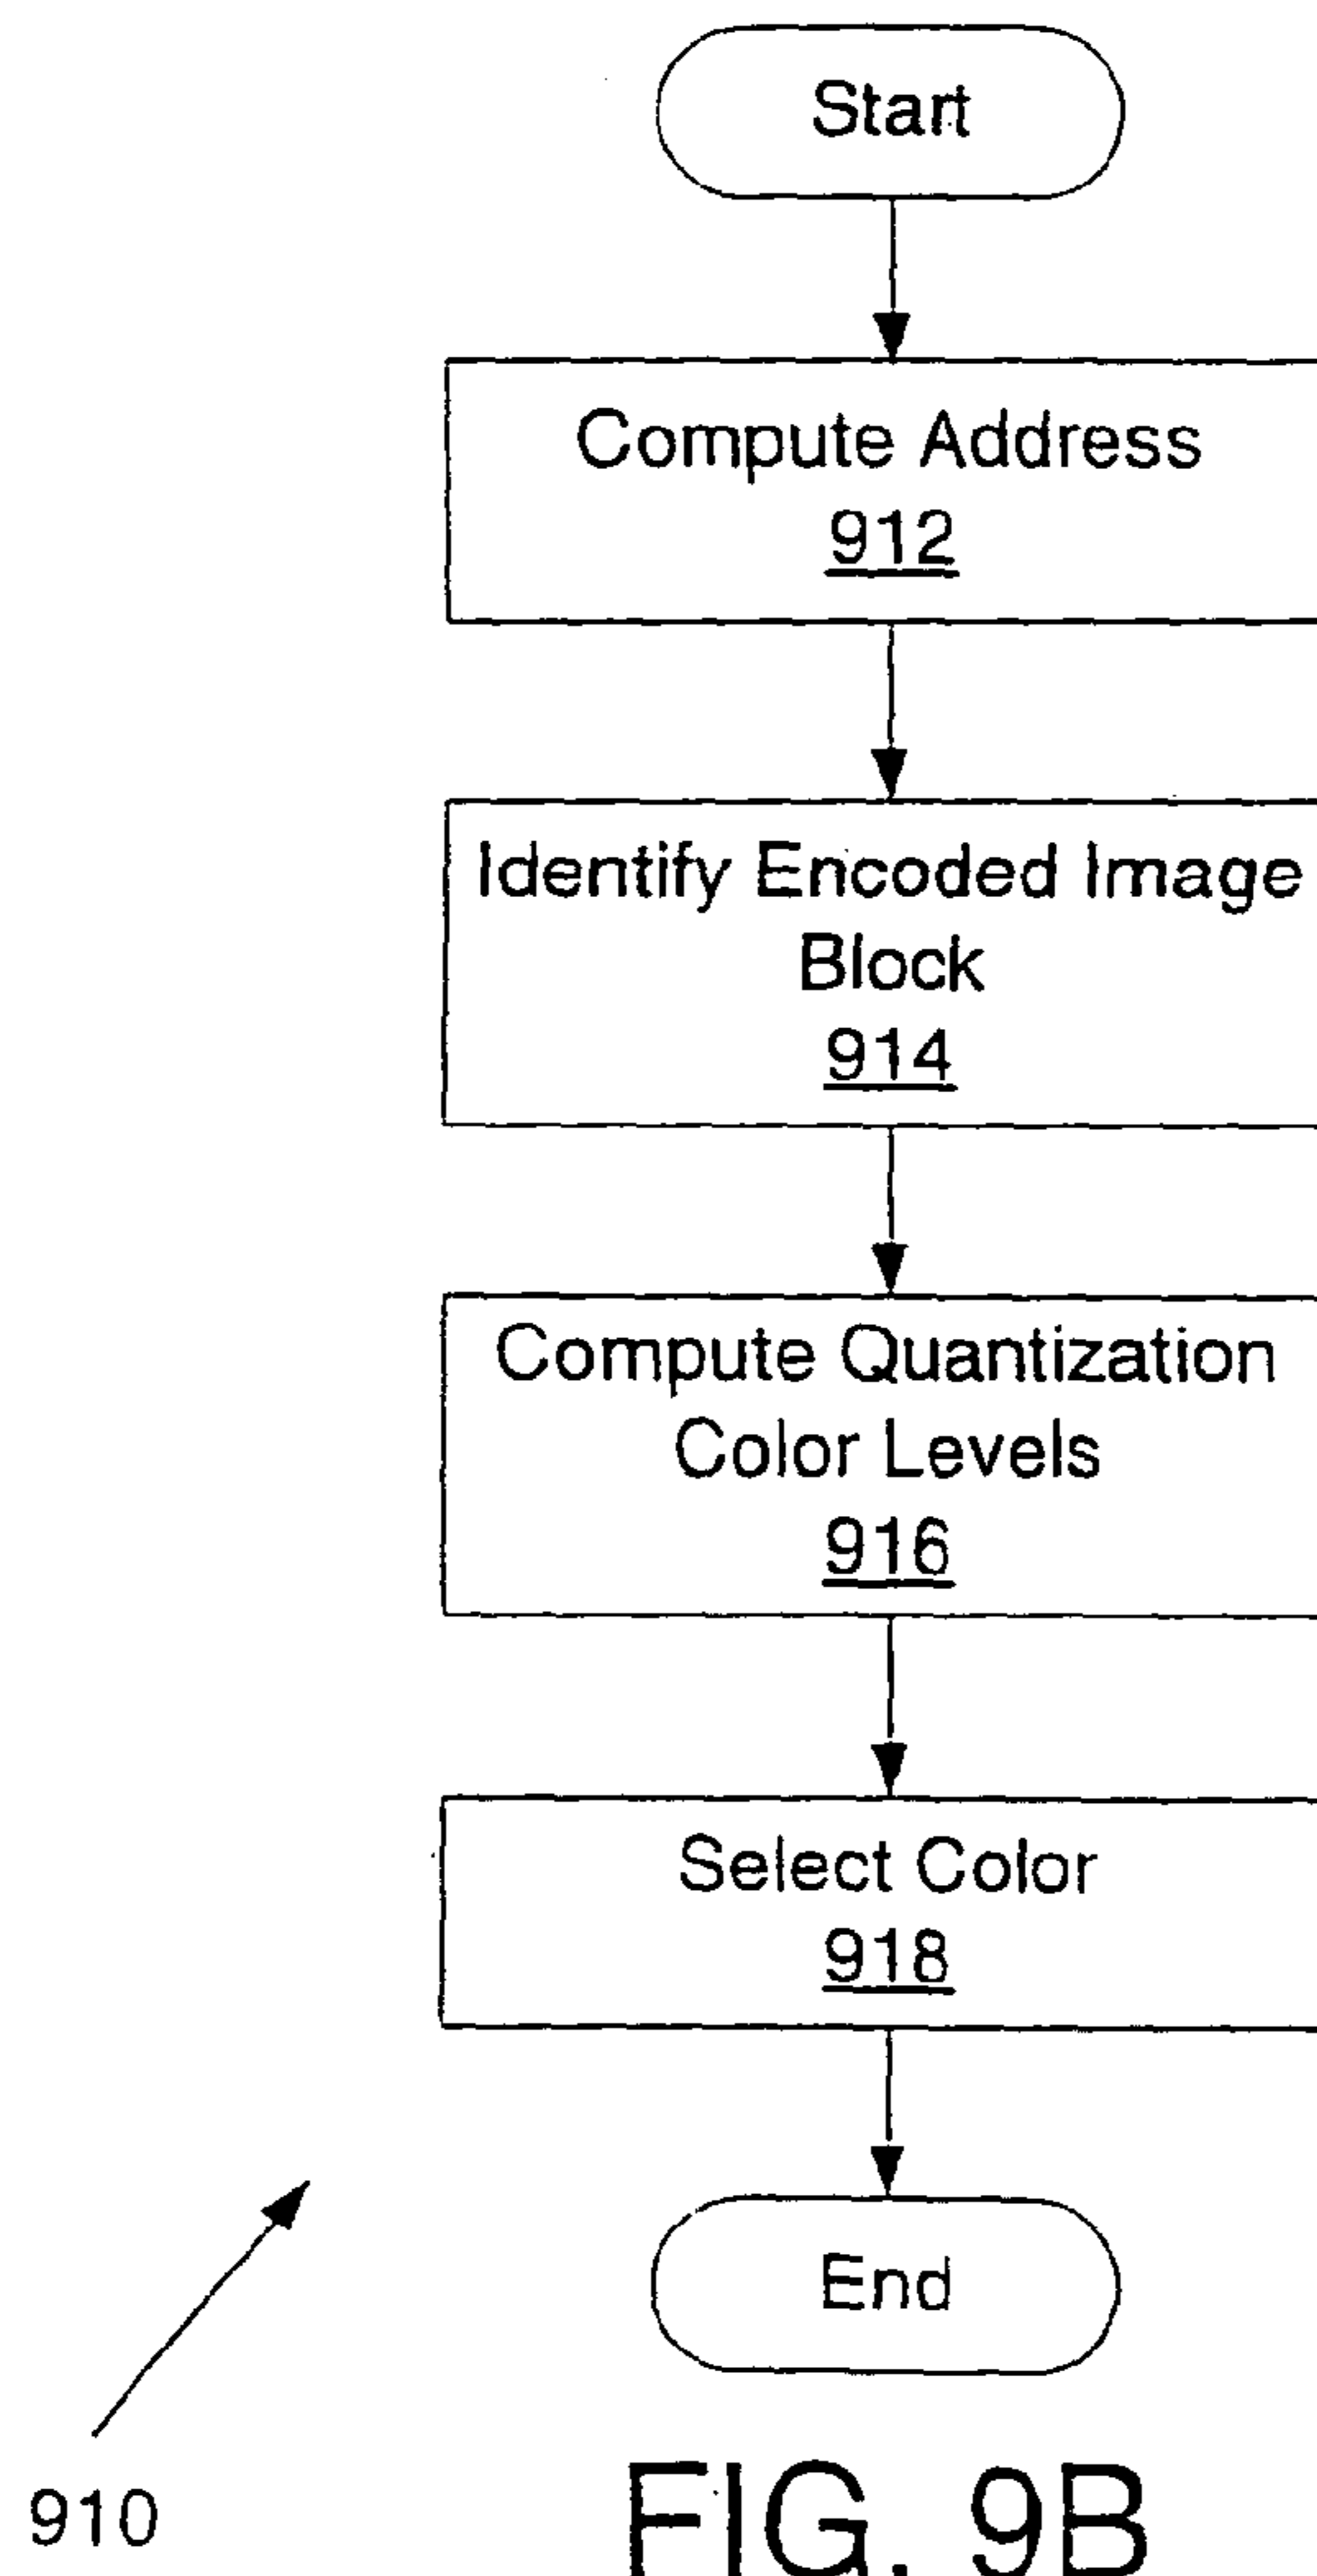 Start
Compute Address
912
Identify Encoded Image
Block
914
Compute Quantization
Color Levels
916
Select Color
918
End
910
FIG. 9B